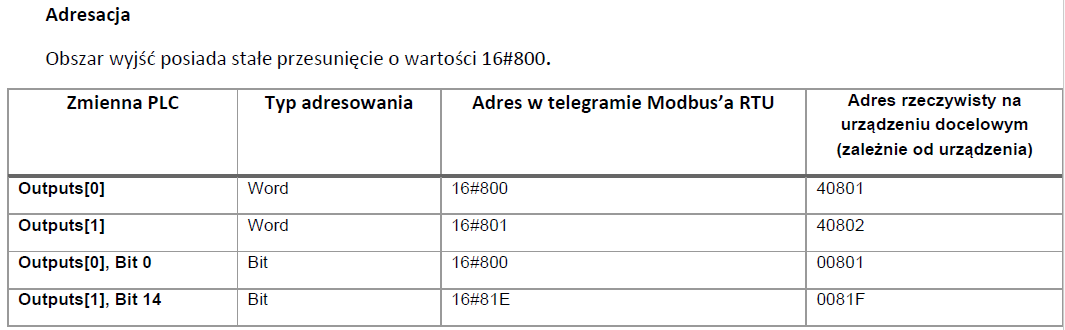 Adresacja
Obszar wyjść posiada stałe przesunięcie o wartości 16#800.
Zmienna PLC Typ adresowania Adres w telegramie Modbus’a RTU Adres rzeczywisty na
urządzeniu docelowym
(zależnie od urządzenia)
Outputs[0] Word 16#800 40801
Outputs[1] Word 16#801 40802
Outputs[0], Bit 0 Bit 16#800 00801
Outputs[1], Bit 14 Bit 16#81E 0081F